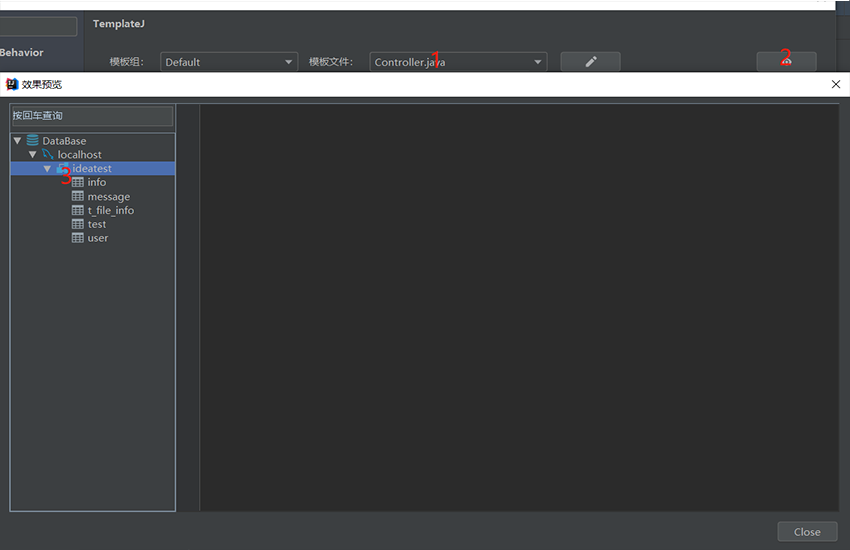 TemplateJ
Behavior
模板组: Default 模板文件: Controller.java
1
2
效果预览
按回车查询
DataBase
localhost
ideatest
3
info
message
t_file_info
test
user
Close